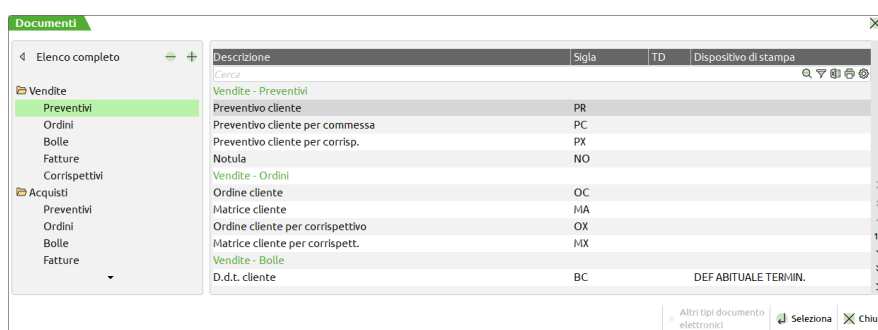 Documenti
Elenco completo
Vendite
Preventivi
Ordini
Bolle
Fatture
Corrispettivi
Acquisti
Preventivi
Ordini
Bolle
Fatture
Descrizione Sigla TD Dispositivo di stampa
Cerca
Vendite - Preventivi
Preventivo cliente PR
Preventivo cliente per commessa PC
Preventivo cliente per corrisp. PX
Notula NO
Vendite - Ordini
Ordine cliente OC
Matrice cliente MA
Ordine cliente per corrispettivo OX
Matrice cliente per corrispett. MX
Vendite - Bolle
D.d.t. cliente BC DEF ABITUALE TERMIN.
Altri tipi documento
elettronici
Seleziona
Chiu